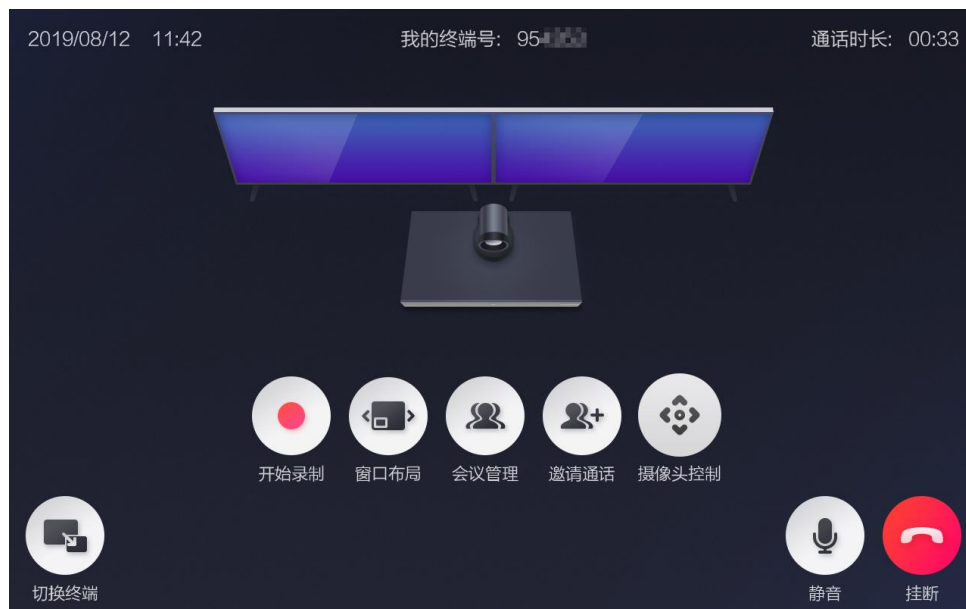 2019/08/12 11:42
我的终端号: 95
通话时长: 00:33
开始录制
窗口布局
会议管理
邀请通话
摄像头控制
切换终端
静音
挂断